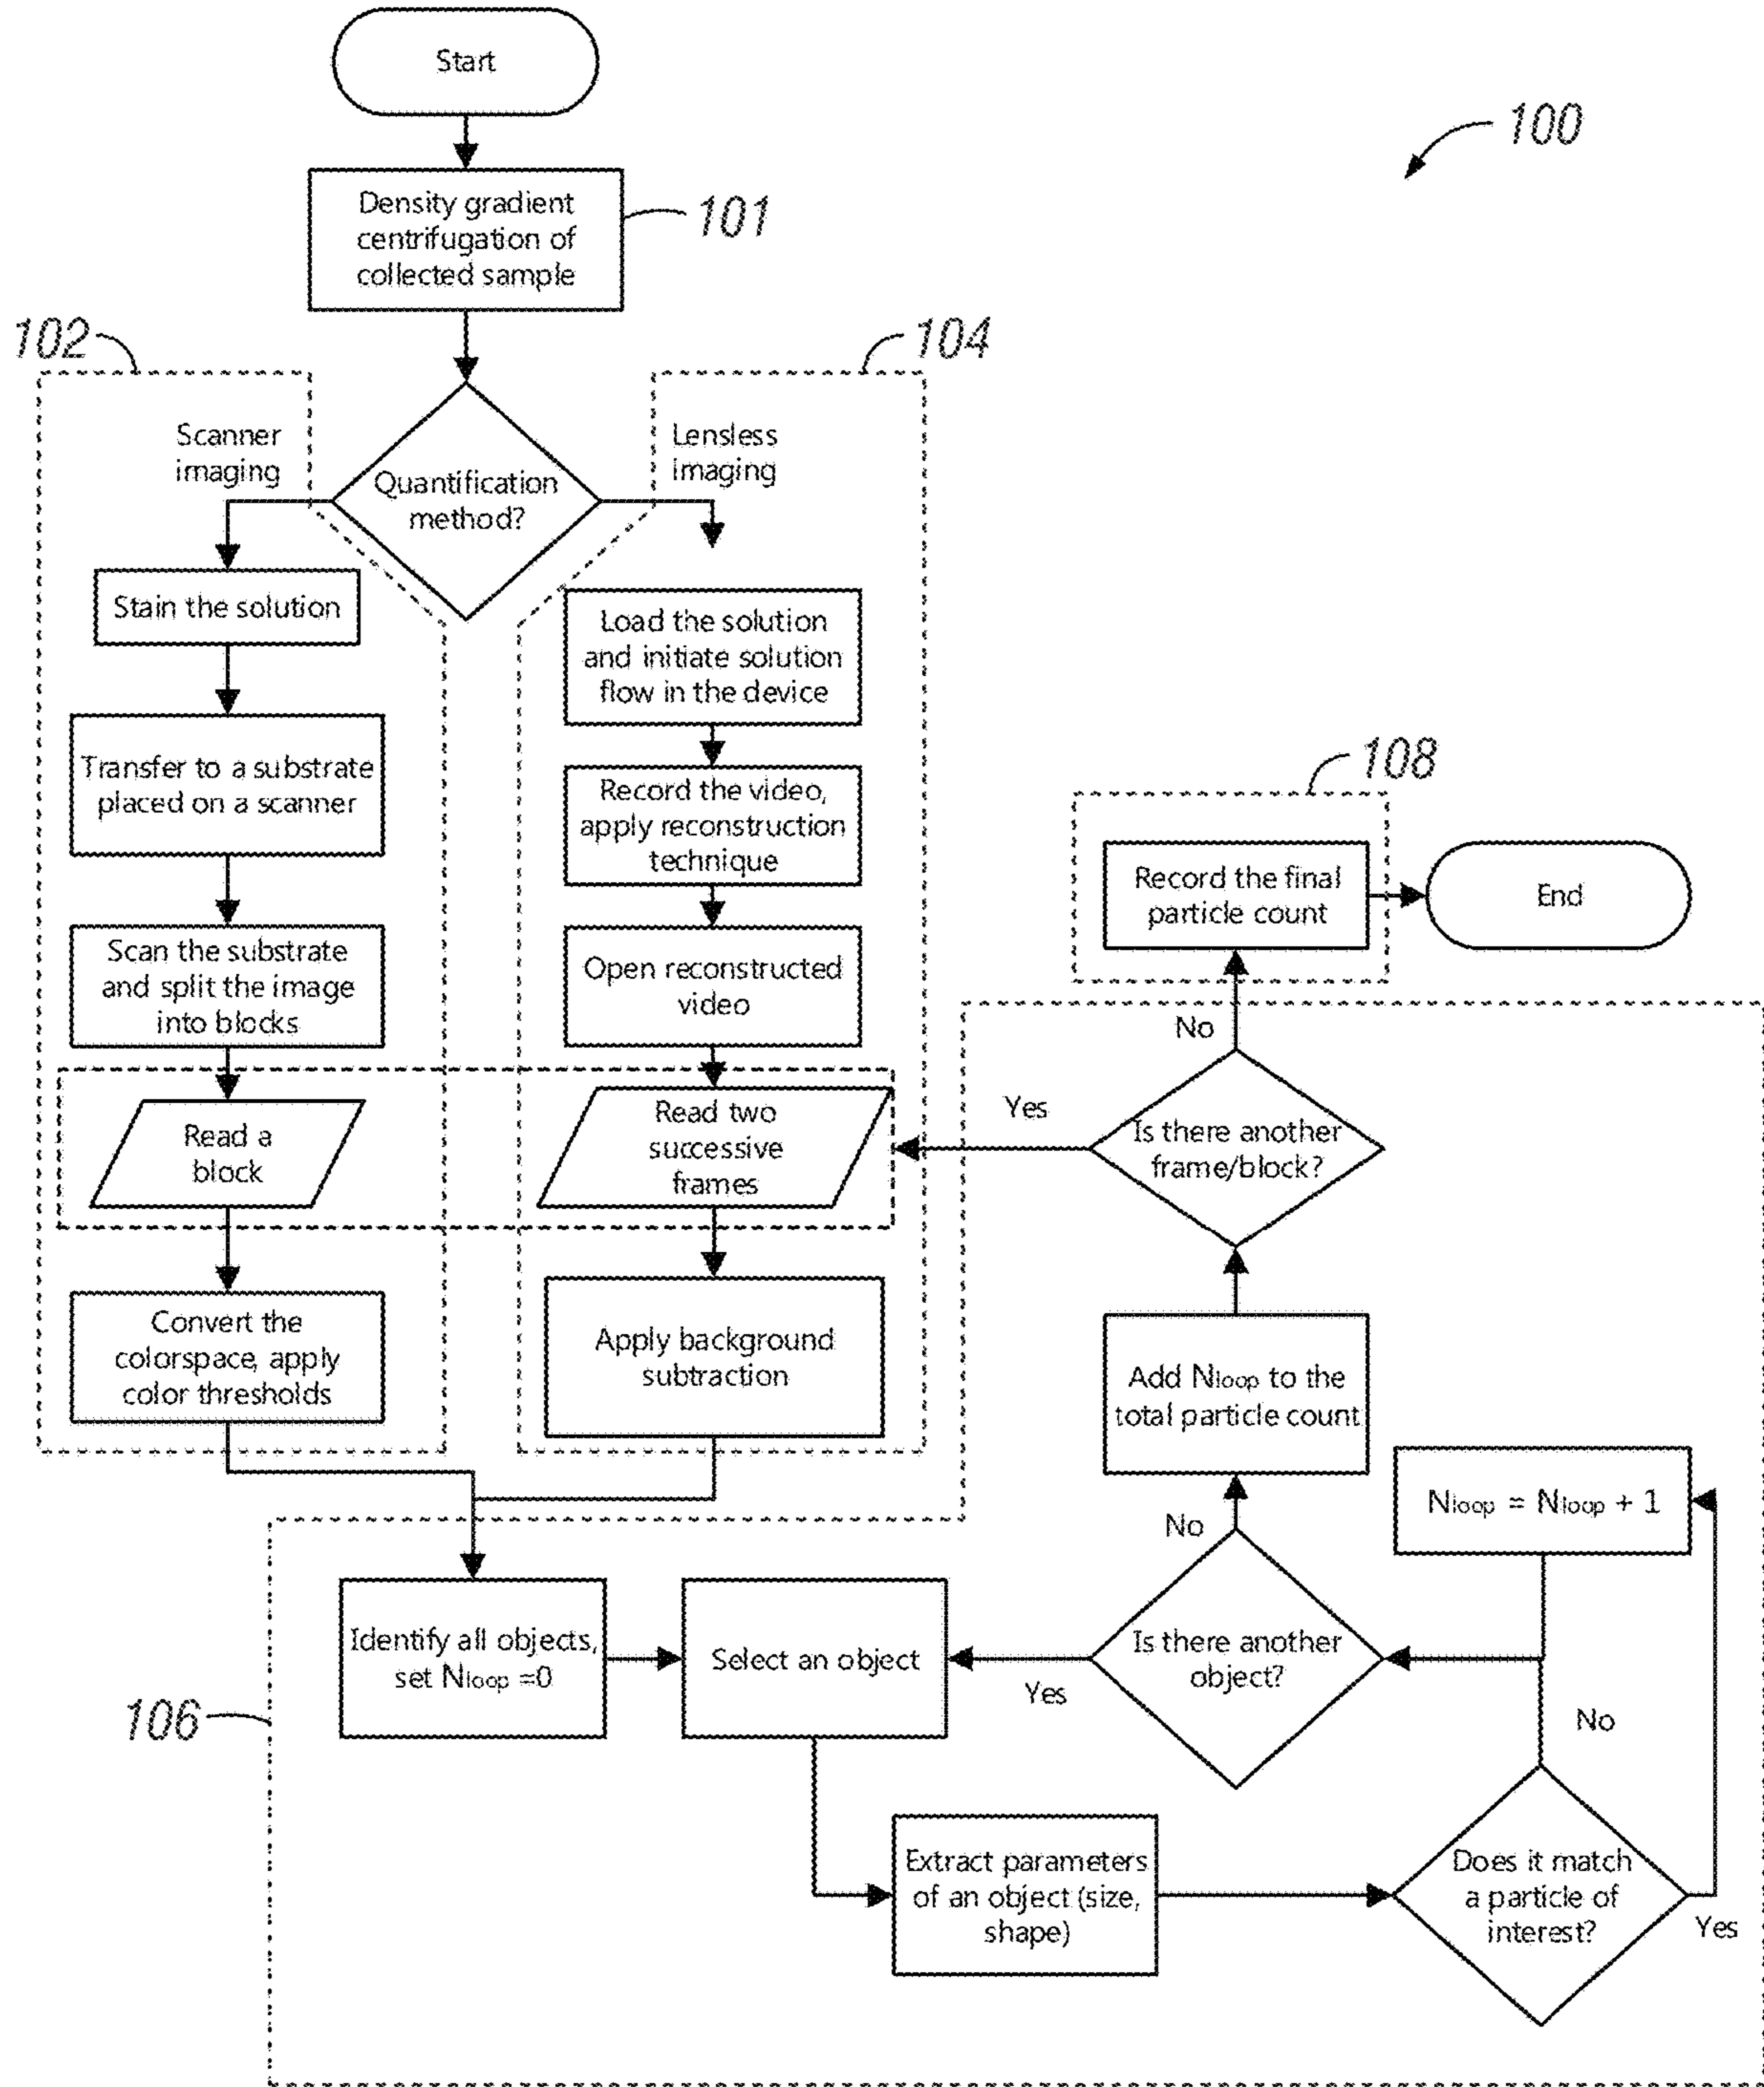 Start
100
Density gradient
centrifugation of
collected sample
101
102
104
Scanner
imaging
Quantification
method?
Lensless
imaging
Stain the solution
Transfer to a substrate
placed on a scanner
Scan the substrate
and split the image
into blocks
Read a
block
Convert the
colorspace, apply
color thresholds
Load the solution
and initiate solution
flow in the device
Record the video,
apply reconstruction
technique
Open reconstructed
video
Read two
successive
frames
Apply background
subtraction
108
Record the final
particle count
End
No
Yes
Is there another
frame/block?
Add Nloop to the
total particle count
Nloop = Nloop + 1
No
Identify all objects,
set Nloop =0
Select an object
Is there another
object?
Yes
106
No
Extract parameters
of an object (size,
shape)
Does it match
a particle of
interest?
Yes